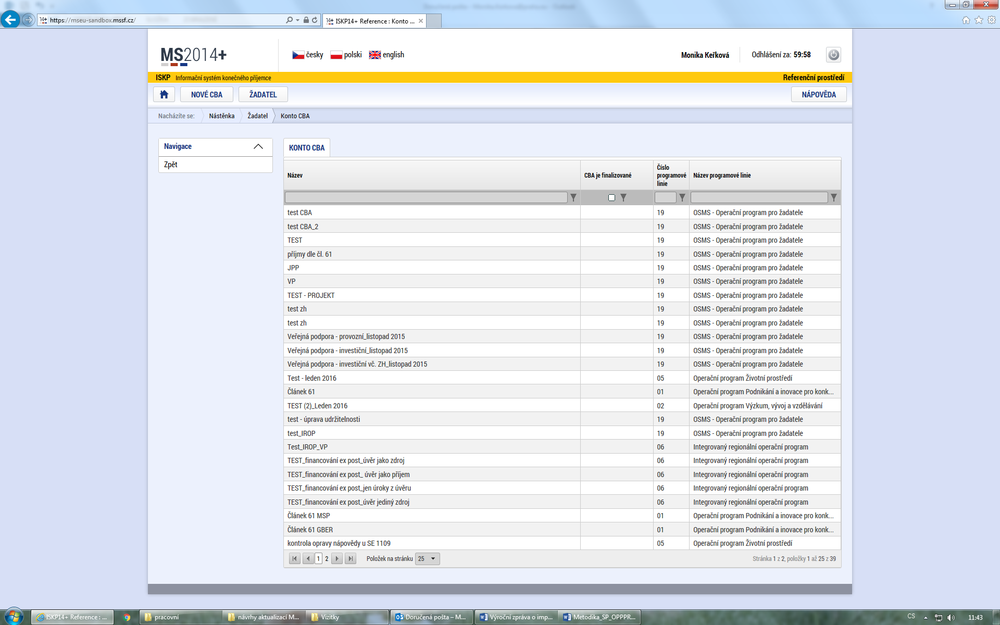 https://mseu-sandbox.mssf.cz/
ISKP14+ Reference : Konto ...
MS2014+
česky polski english
Monika Keřková
Odhlášení za: 59:58
ISKP Informační systém konečného příjemce
Referenční prostředí
NOVÉ CBA ŽADATEL NÁPOVĚDA
Nacházíte se: Nástěnka Žadatel Konto CBA
Navigace
Zpět
KONTO CBA
Název CBA je finalizované Číslo programové linie Název programové linie
test CBA 19 OSMS - Operační program pro žadatele
test CBA_2 19 OSMS - Operační program pro žadatele
TEST 19 OSMS - Operační program pro žadatele
příjmy dle čl. 61 19 OSMS - Operační program pro žadatele
JPP 19 OSMS - Operační program pro žadatele
VP 19 OSMS - Operační program pro žadatele
TEST - PROJEKT 19 OSMS - Operační program pro žadatele
test zh 19 OSMS - Operační program pro žadatele
test zh 19 OSMS - Operační program pro žadatele
Veřejná podpora - provozní_listopad 2015 19 OSMS - Operační program pro žadatele
Veřejná podpora - investiční_listopad 2015 19 OSMS - Operační program pro žadatele
Veřejná podpora - investiční vč. ZH_listopad 2015 19 OSMS - Operační program pro žadatele
Test - leden 2016 05 Operační program Životní prostředí
Článek 61 01 Operační program Podnikání a inovace pro konk...
TEST (2)_Leden 2016 02 Operační program Výzkum, vývoj a vzdělávání
test - úprava udržitelnosti 19 OSMS - Operační program pro žadatele
test_IROP 19 OSMS - Operační program pro žadatele
Test_IROP_VP 06 Integrovaný regionální operační program
TEST_financování ex post_úvěr jako zdroj 06 Integrovaný regionální operační program
TEST_financování ex post_ úvěr jako příjem 06 Integrovaný regionální operační program
TEST_financování ex post_jen úroky z úvěru 06 Integrovaný regionální operační program
TEST_financování ex post_úvěr jediný zdroj 06 Integrovaný regionální operační program
Článek 61 MSP 01 Operační program Podnikání a inovace pro konk...
Článek 61 GBER 01 Operační program Podnikání a inovace pro konk...
kontrola opravy nápovědy u SE 1109 05 Operační program Životní prostředí
1 2 Položek na stránku 25 Stránka 1 z 2, položky 1 až 25 z 39
ISKP14+ Reference : ... pracovní návrhy aktualizací M... Vizitky Doručená pošta – M... Výroční zpráva o imp... Metodika_SP_OPPPR... CS 11:43